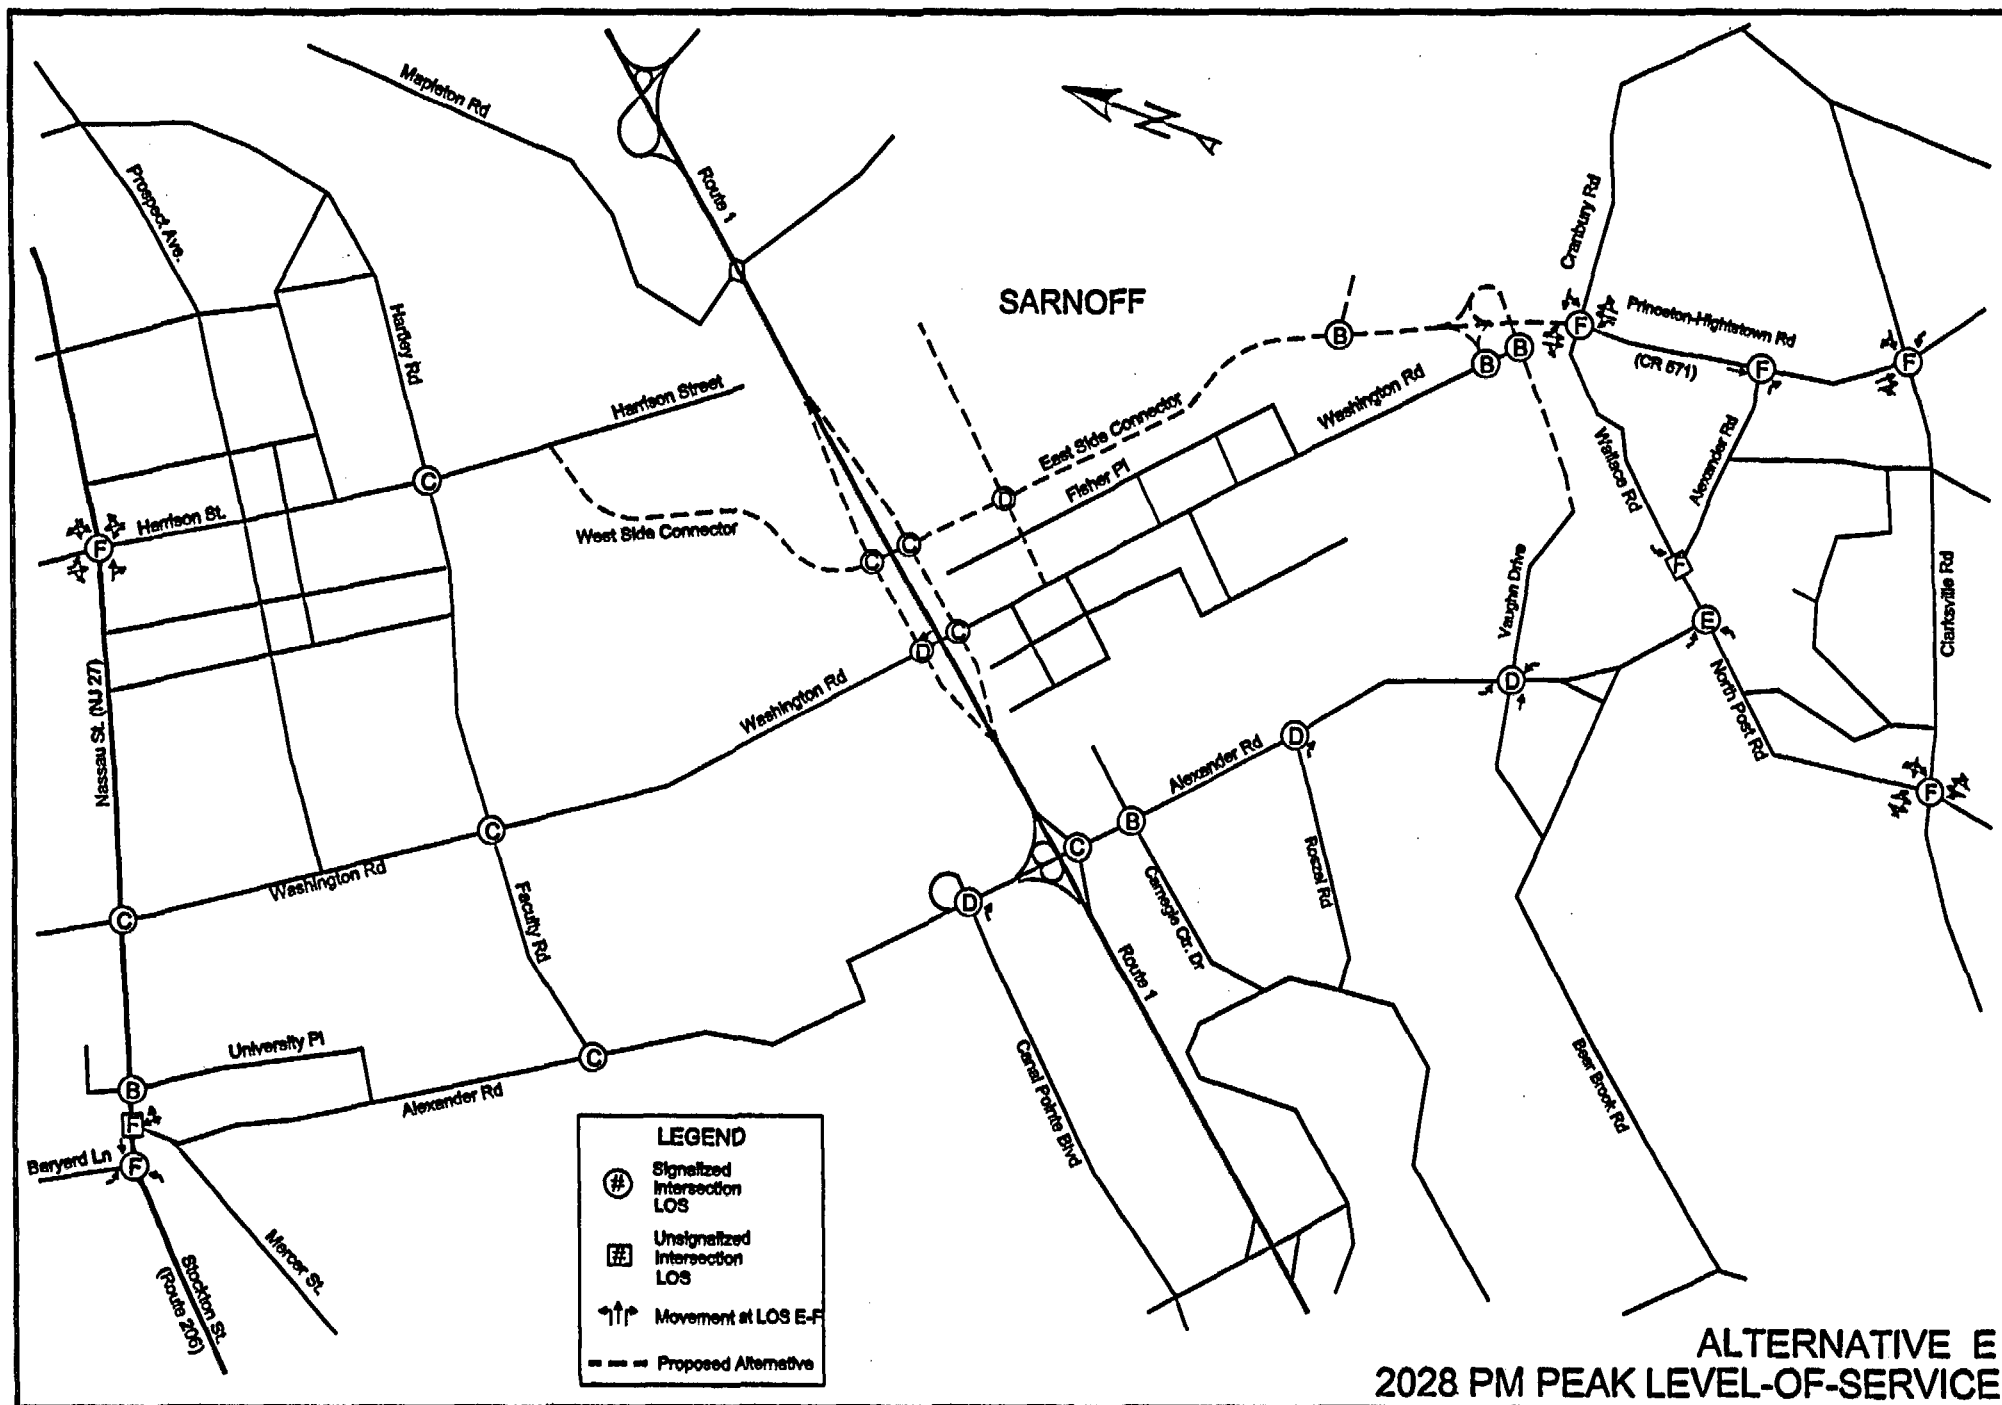 Mapleton Rd
Prospect Ave.
Route 1
N
Cranbury Rd
SARNOFF
Hartley Rd
Princeton-Hightstown Rd
(CR 571)
F
F
F
B
B
B
Harrison Street
Washington Rd
East Side Connector
Fisher Pl
C
D
Wallace Rd
Alexander Rd
Harrison St.
F
West Side Connector
C
C
F
Vaughn Drive
Clarksville Rd
E
C
D
D
Washington Rd
Nassau St. (NJ 27)
North Post Rd
D
Alexander Rd
F
B
C
C
Roszel Rd
Washington Rd
Carnegie Ctr. Dr
D
C
Faculty Rd
Route 1
University Pl
C
B
Alexander Rd
Canal Pointe Blvd
Bear Brook Rd
F
F
Baryard Ln
Mercer St.
Stockton St.
(Route 206)
LEGEND
# Signalized
Intersection
LOS
# Unsignalized
Intersection
LOS
Movement at LOS E-F
Proposed Alternative
ALTERNATIVE E
2028 PM PEAK LEVEL-OF-SERVICE